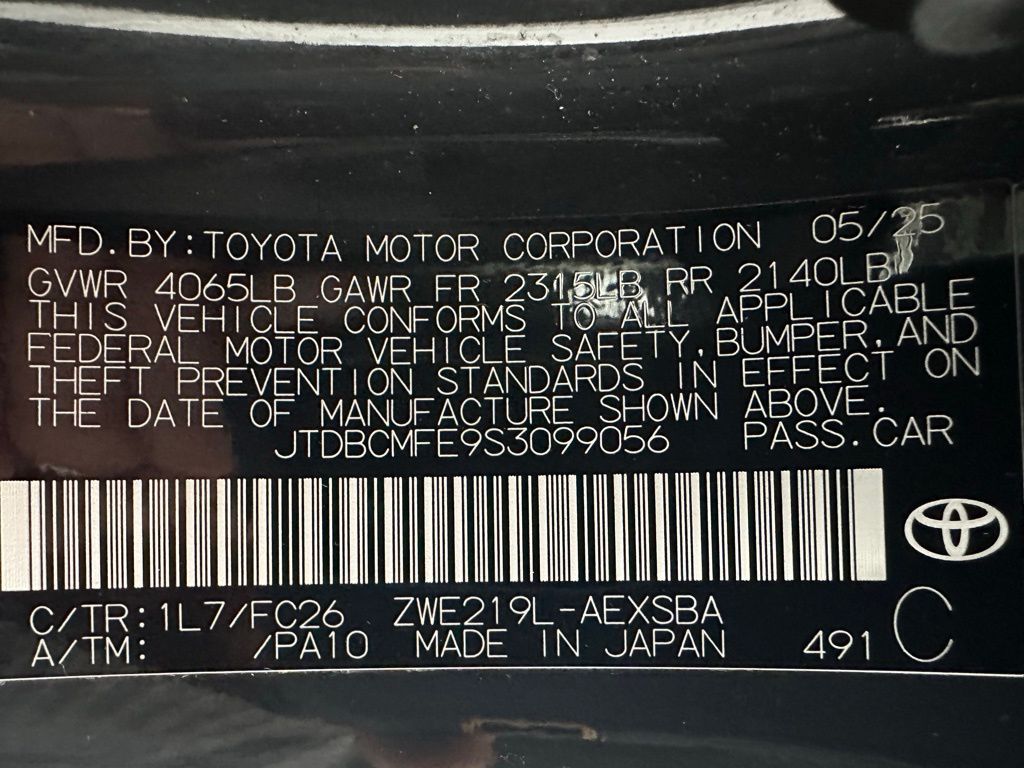 MFD.BY:TOYOTA MOTOR CORPORATION 05/25
GVWR 4065LB GAWR FR 2315LB RR 2140LB
THIS VEHICLE CONFORMS TO ALL APPLICABLE
FEDERAL MOTOR VEHICLE SAFETY,BUMPER,AND
THEFT PREVENTION STANDARDS IN EFFECT ON
THE DATE OF MANUFACTURE SHOWN ABOVE.
JTDBCMFE9S3099056 PASS.CAR
C/TR:1L7/FC26 ZWE219L-AEXSBA
A/TM: /PA10 MADE IN JAPAN 491 C